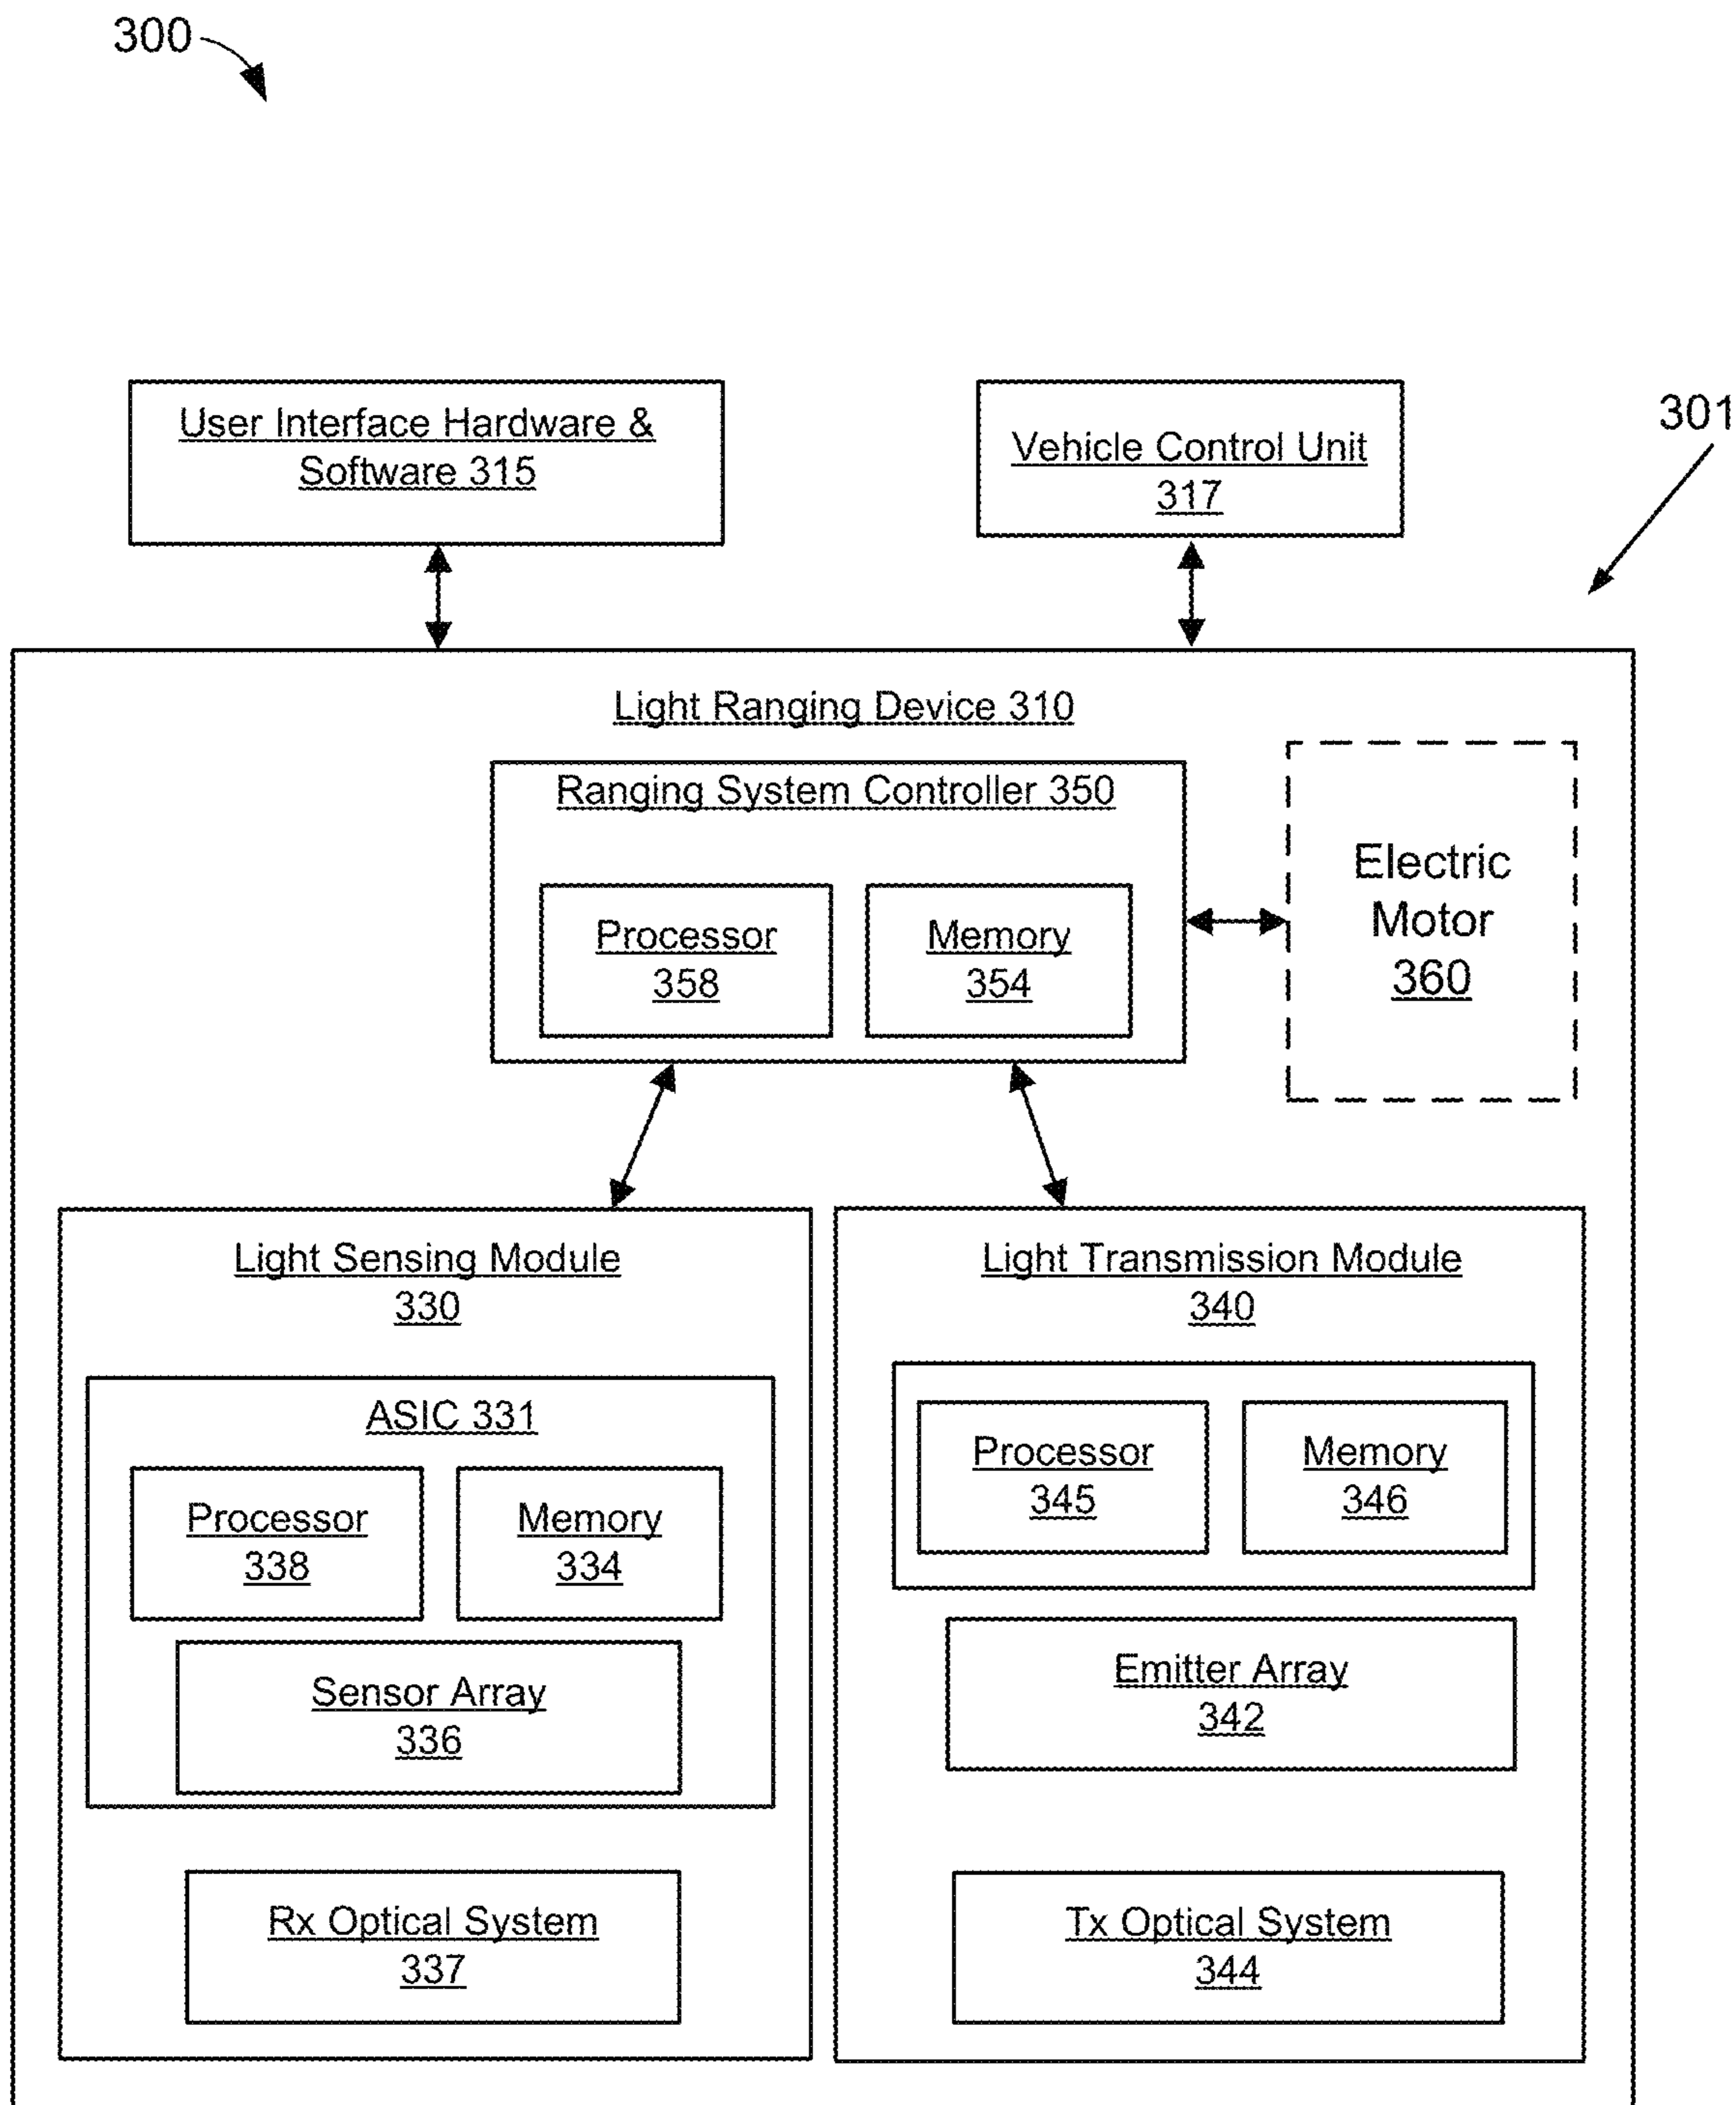 300
User Interface Hardware &
Software 315
Vehicle Control Unit
317
301
Light Ranging Device 310
Ranging System Controller 350
Processor
358
Memory
354
Electric
Motor
360
Light Sensing Module
330
ASIC 331
Processor
338
Memory
334
Sensor Array
336
Rx Optical System
337
Light Transmission Module
340
Processor
345
Memory
346
Emitter Array
342
Tx Optical System
344